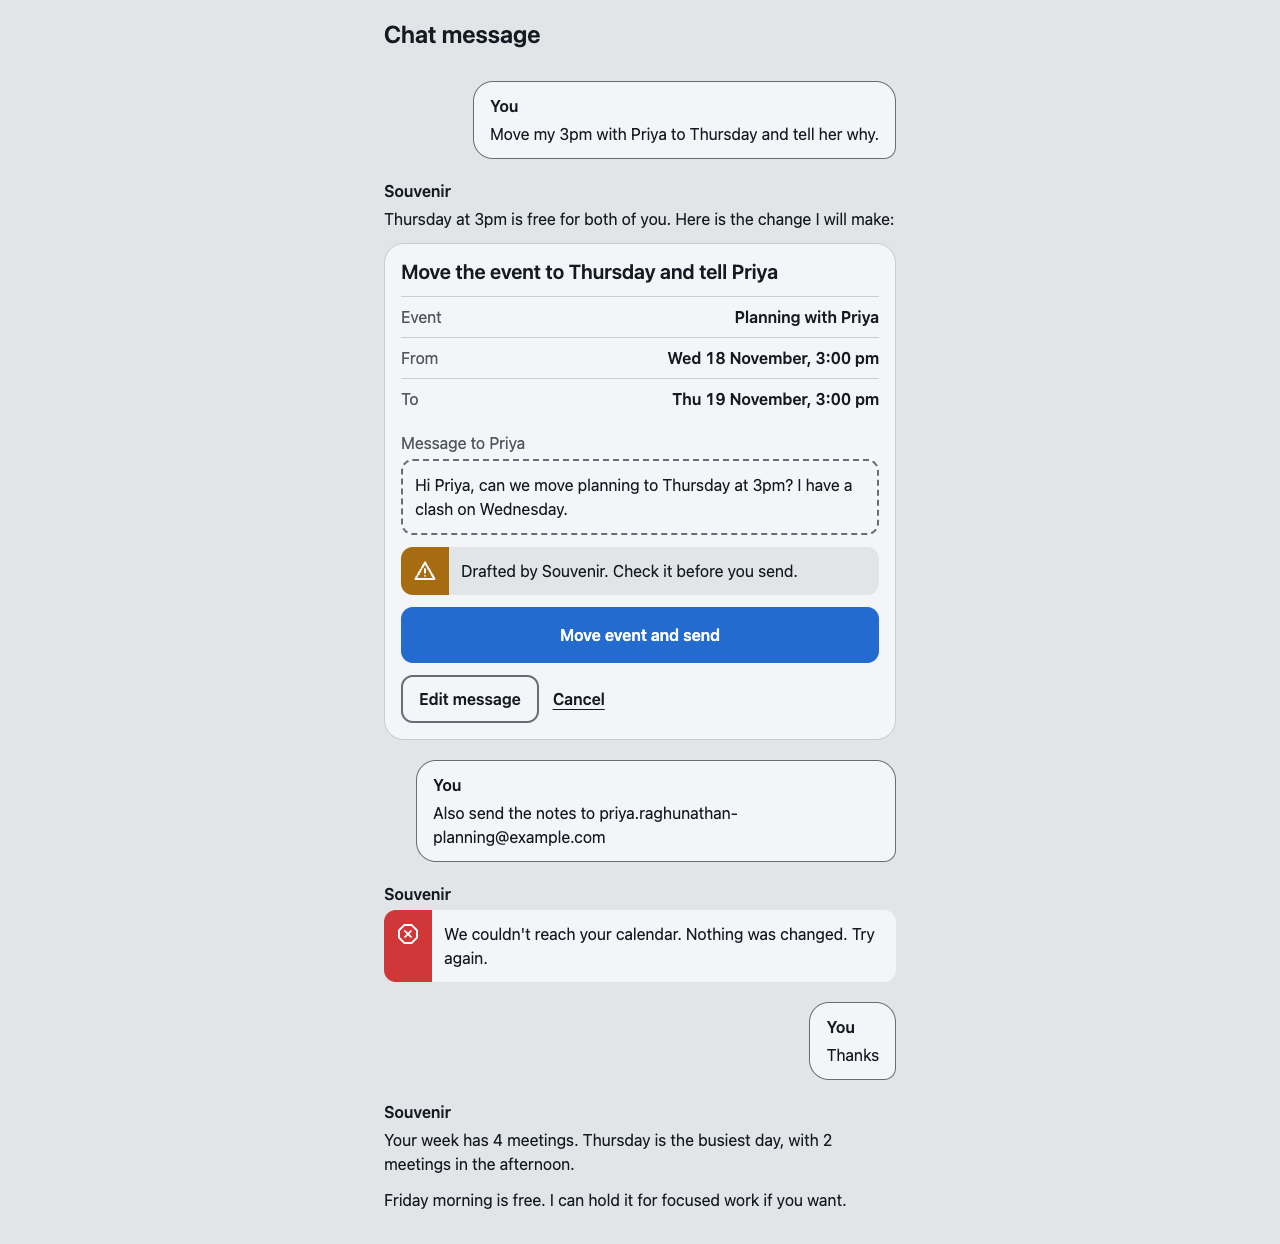 Chat message
You
Move my 3pm with Priya to Thursday and tell her why.
Souvenir
Thursday at 3pm is free for both of you. Here is the change I will make:
Move the event to Thursday and tell Priya
Event Planning with Priya
From Wed 18 November, 3:00 pm
To Thu 19 November, 3:00 pm
Message to Priya
Hi Priya, can we move planning to Thursday at 3pm? I have a
clash on Wednesday.
Drafted by Souvenir. Check it before you send.
Move event and send
Edit message Cancel
You
Also send the notes to priya.raghunathan-
planning@example.com
Souvenir
We couldn't reach your calendar. Nothing was changed. Try
again.
You
Thanks
Souvenir
Your week has 4 meetings. Thursday is the busiest day, with 2
meetings in the afternoon.
Friday morning is free. I can hold it for focused work if you want.